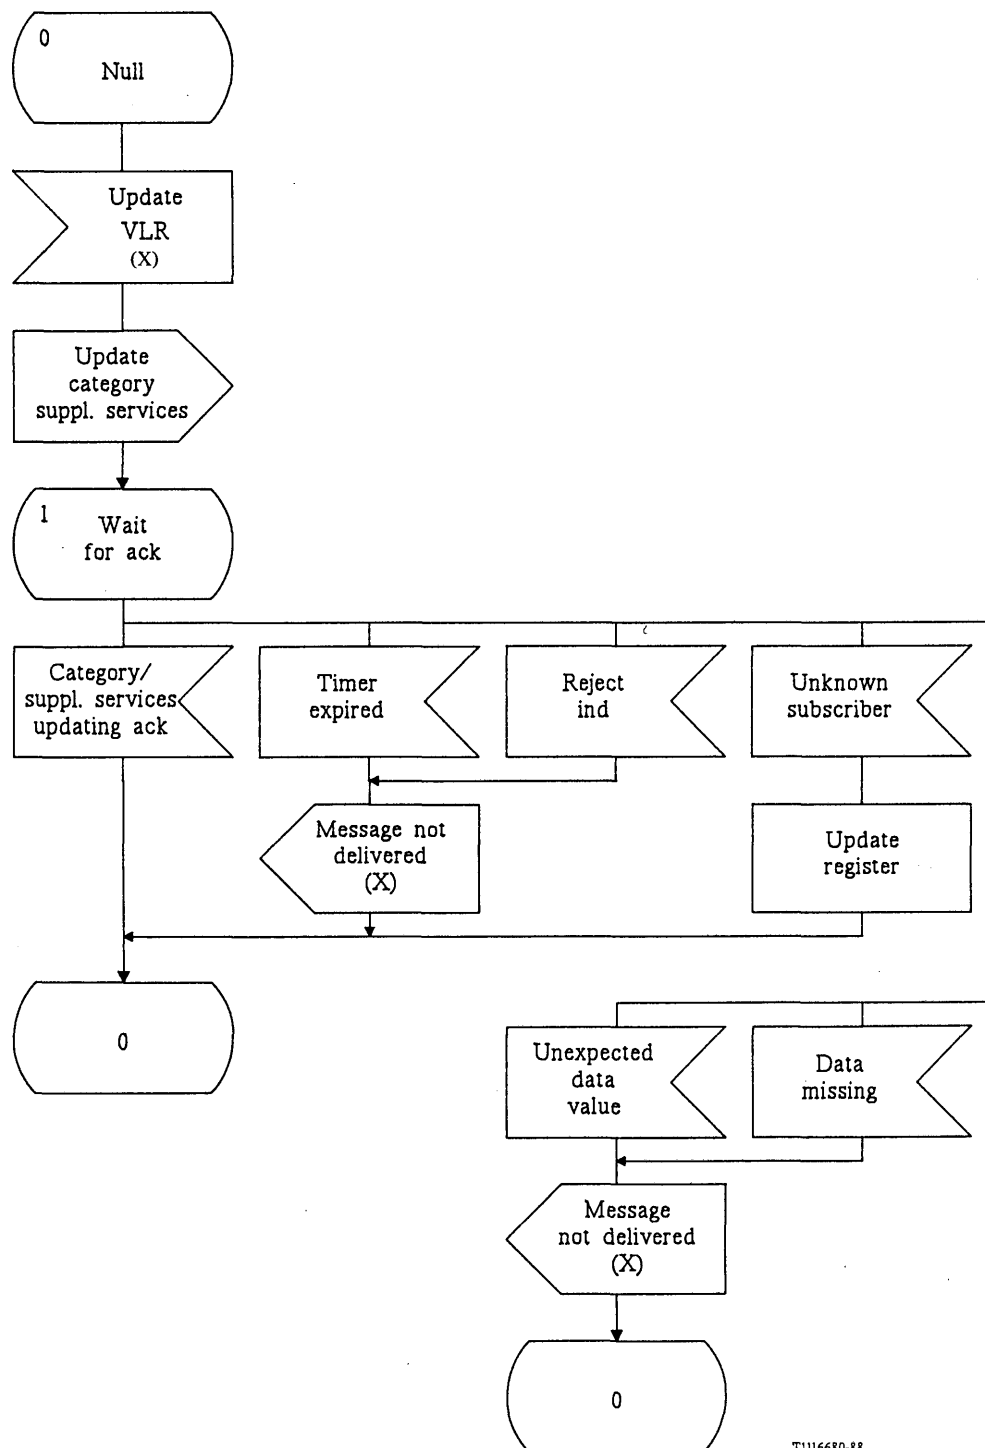 0
Null
Update
VLR
(X)
Update
category
suppl. services
1
Wait
for ack
Category/
suppl. services
updating ack
Timer
expired
Reject
ind
Unknown
subscriber
Message not
delivered
(X)
Update
register
0
Unexpected
data
value
Data
missing
Message
not delivered
(X)
0
T1116680-88